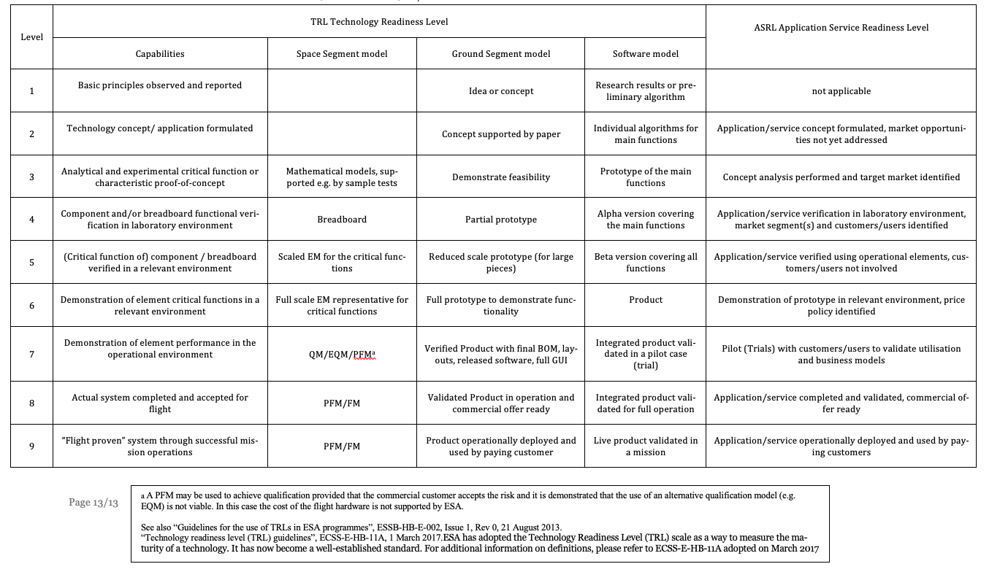 TRL Technology Readiness Level
ASRL Application Service Readiness Level
Level
Capabilities
Space Segment model
Ground Segment model
Software model
1
Basic principles observed and reported
Idea or concept
Research results or pre-
liminary algorithm
not applicable
2
Technology concept/ application formulated
Concept supported by paper
Individual algorithms for
main functions
Application/service concept formulated, market opportuni-
ties not yet addressed
3
Analytical and experimental critical function or
characteristic proof-of-concept
Mathematical models, sup-
ported e.g. by sample tests
Demonstrate feasibility
Prototype of the main
functions
Concept analysis performed and target market identified
4
Component and/or breadboard functional veri-
fication in laboratory environment
Breadboard
Partial prototype
Alpha version covering
the main functions
Application/service verification in laboratory environment,
market segment(s) and customers/users identified
5
(Critical function of) component / breadboard
verified in a relevant environment
Scaled EM for the critical func-
tions
Reduced scale prototype (for large
pieces)
Beta version covering all
functions
Application/service verified using operational elements, cus-
tomers/users not involved
6
Demonstration of element critical functions in a
relevant environment
Full scale EM representative for
critical functions
Full prototype to demonstrate func-
tionality
Product
Demonstration of prototype in relevant environment, price
policy identified
7
Demonstration of element performance in the
operational environment
QM/EQM/PFMª
Verified Product with final BOM, lay-
outs, released software, full GUI
Integrated product vali-
dated in a pilot case
(trial)
Pilot (Trials) with customers/users to validate utilisation
and business models
8
Actual system completed and accepted for
flight
PFM/FM
Validated Product in operation and
commercial offer ready
Integrated product vali-
dated for full operation
Application/service completed and validated, commercial of-
fer ready
9
“Flight proven” system through successful mis-
sion operations
PFM/FM
Product operationally deployed and
used by paying customer
Live product validated in
a mission
Application/service operationally deployed and used by pay-
ing customers
Page 13/13
ª A PFM may be used to achieve qualification provided that the commercial customer accepts the risk and it is demonstrated that the use of an alternative qualification model (e.g.
EQM) is not viable. In this case the cost of the flight hardware is not supported by ESA.
See also “Guidelines for the use of TRLs in ESA programmes”, ESSB-HB-E-002, Issue 1, Rev 0, 21 August 2013.
“Technology readiness level (TRL) guidelines”, ECSS-E-HB-11A, 1 March 2017.ESA has adopted the Technology Readiness Level (TRL) scale as a way to measure the ma-
turity of a technology. It has now become a well-established standard. For additional information on definitions, please refer to ECSS-E-HB-11A adopted on March 2017